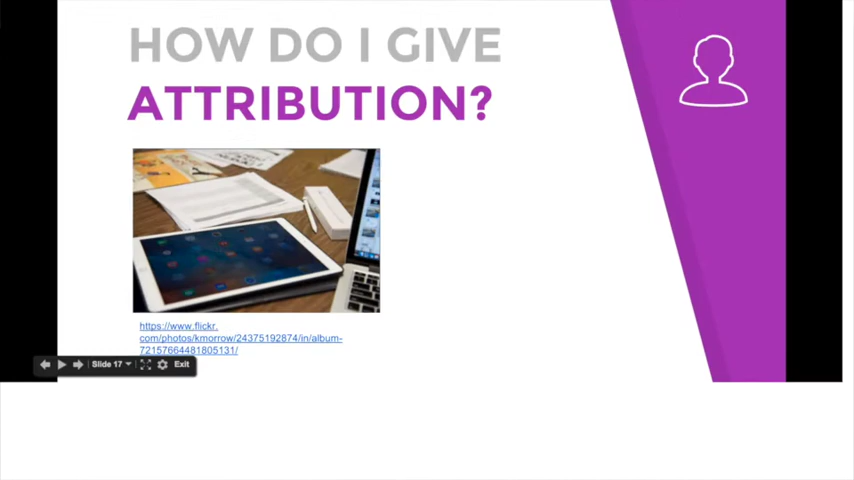 HOW DO I GIVE
ATTRIBUTION?
https://www.flickr.
com/photos/kmorrow/24375192874/in/album-
72157664481805131/
Slide 17
Exit